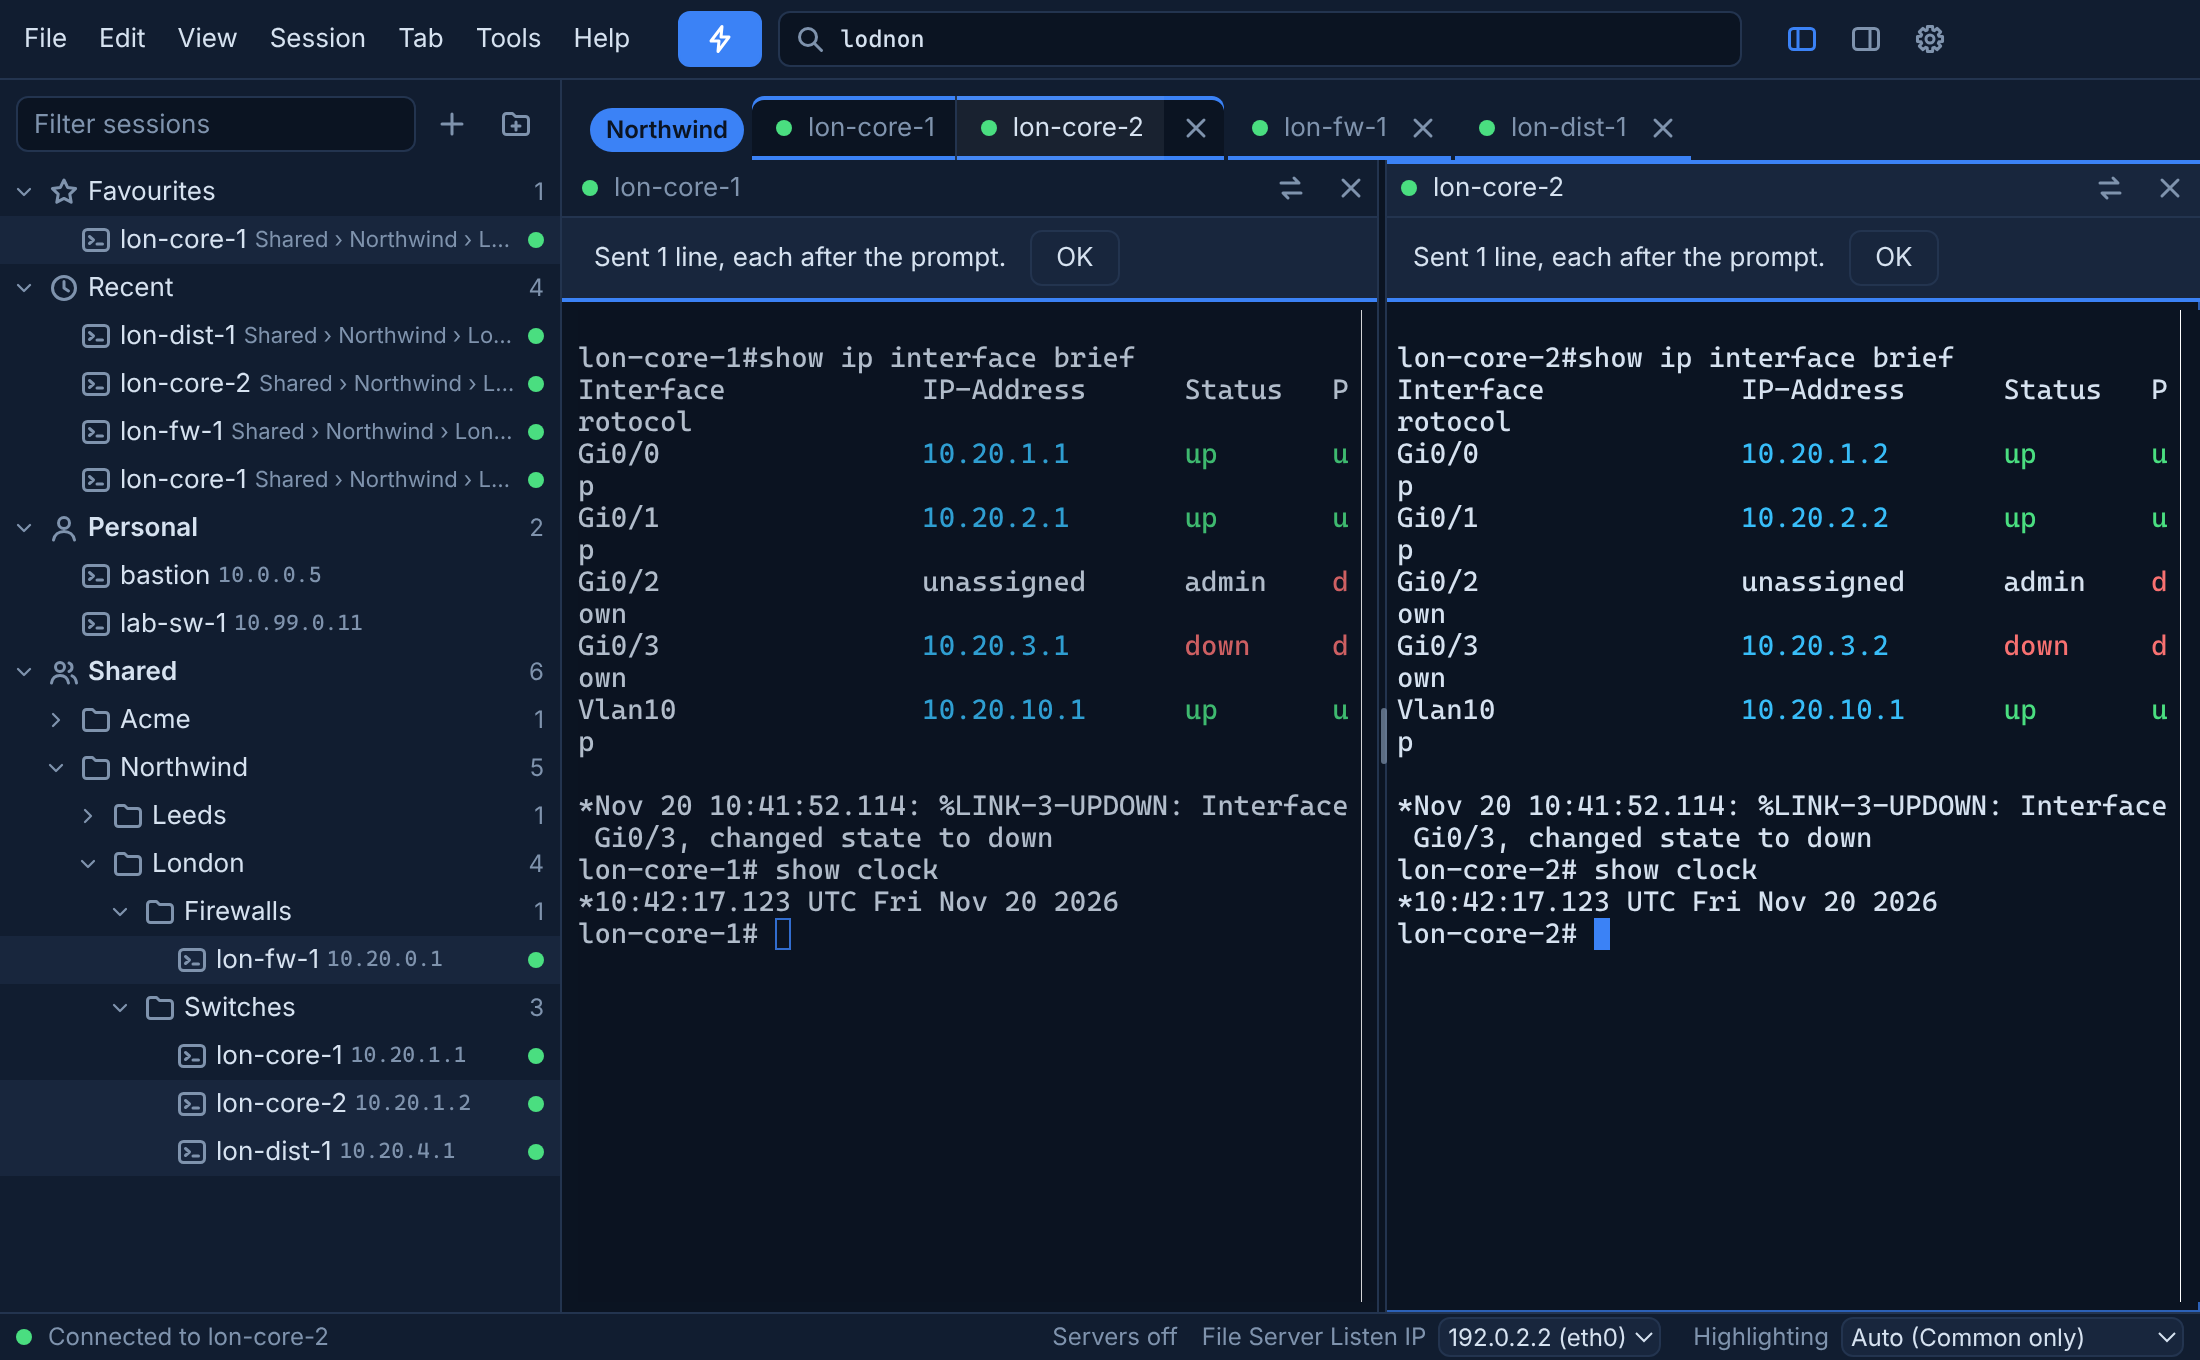 File Edit View Session Tab Tools Help
lodnon
Filter sessions
Favourites 1
lon-core-1 Shared › Northwind › L...
Recent 4
lon-dist-1 Shared › Northwind › Lo...
lon-core-2 Shared › Northwind › L...
lon-fw-1 Shared › Northwind › Lon...
lon-core-1 Shared › Northwind › L...
Personal 2
bastion 10.0.0.5
lab-sw-1 10.99.0.11
Shared 6
Acme 1
Northwind 5
Leeds 1
London 4
Firewalls 1
lon-fw-1 10.20.0.1
Switches 3
lon-core-1 10.20.1.1
lon-core-2 10.20.1.2
lon-dist-1 10.20.4.1
Northwind lon-core-1 lon-core-2 lon-fw-1 lon-dist-1
lon-core-1
Sent 1 line, each after the prompt. OK
lon-core-1#show ip interface brief
Interface IP-Address Status P
rotocol
Gi0/0 10.20.1.1 up u
p
Gi0/1 10.20.2.1 up u
p
Gi0/2 unassigned admin d
own
Gi0/3 10.20.3.1 down d
own
Vlan10 10.20.10.1 up u
p
*Nov 20 10:41:52.114: %LINK-3-UPDOWN: Interface
Gi0/3, changed state to down
lon-core-1# show clock
*10:42:17.123 UTC Fri Nov 20 2026
lon-core-1#
lon-core-2
Sent 1 line, each after the prompt. OK
lon-core-2#show ip interface brief
Interface IP-Address Status P
rotocol
Gi0/0 10.20.1.2 up u
p
Gi0/1 10.20.2.2 up u
p
Gi0/2 unassigned admin d
own
Gi0/3 10.20.3.2 down d
own
Vlan10 10.20.10.1 up u
p
*Nov 20 10:41:52.114: %LINK-3-UPDOWN: Interface
Gi0/3, changed state to down
lon-core-2# show clock
*10:42:17.123 UTC Fri Nov 20 2026
lon-core-2#
Connected to lon-core-2 Servers off File Server Listen IP 192.0.2.2 (eth0) Highlighting Auto (Common only)